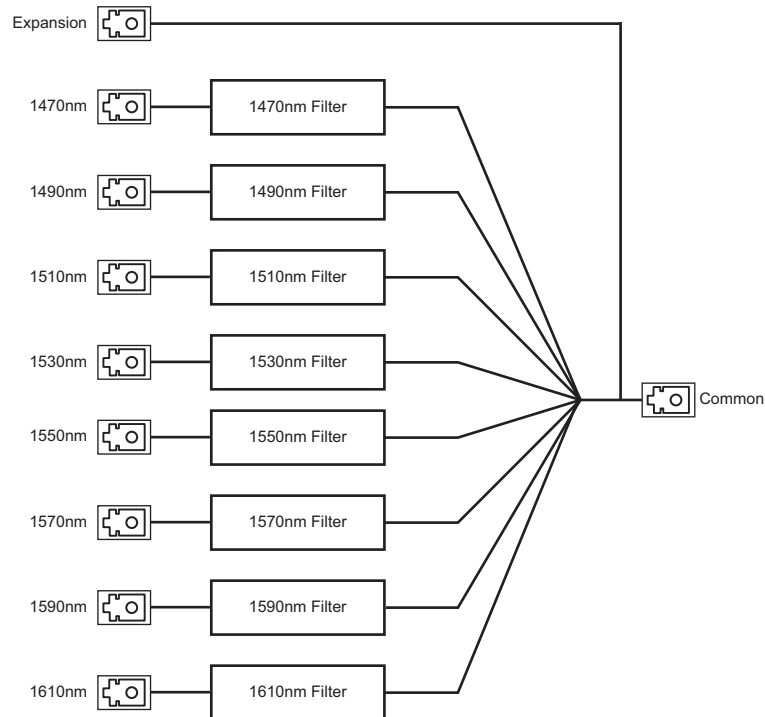 Expansion
1470nm
1470nm Filter
1490nm
1490nm Filter
1510nm
1510nm Filter
1530nm
1530nm Filter
Common
1550nm
1550nm Filter
1570nm
1570nm Filter
1590nm
1590nm Filter
1610nm
1610nm Filter